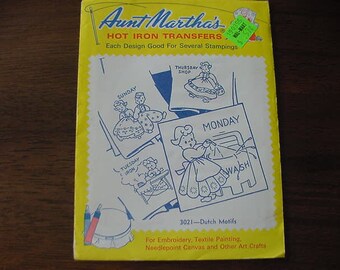 Aunt Martha's
HOT IRON TRANSFERS
Each Design Good For Several Stampings
THURSDAY
SHOP
SUNDAY
MONDAY
TUESDAY
IRON
WASH
3021—Dutch Motifs
For Embroidery, Textile Painting,
Needlepoint Canvas and Other Art Crafts